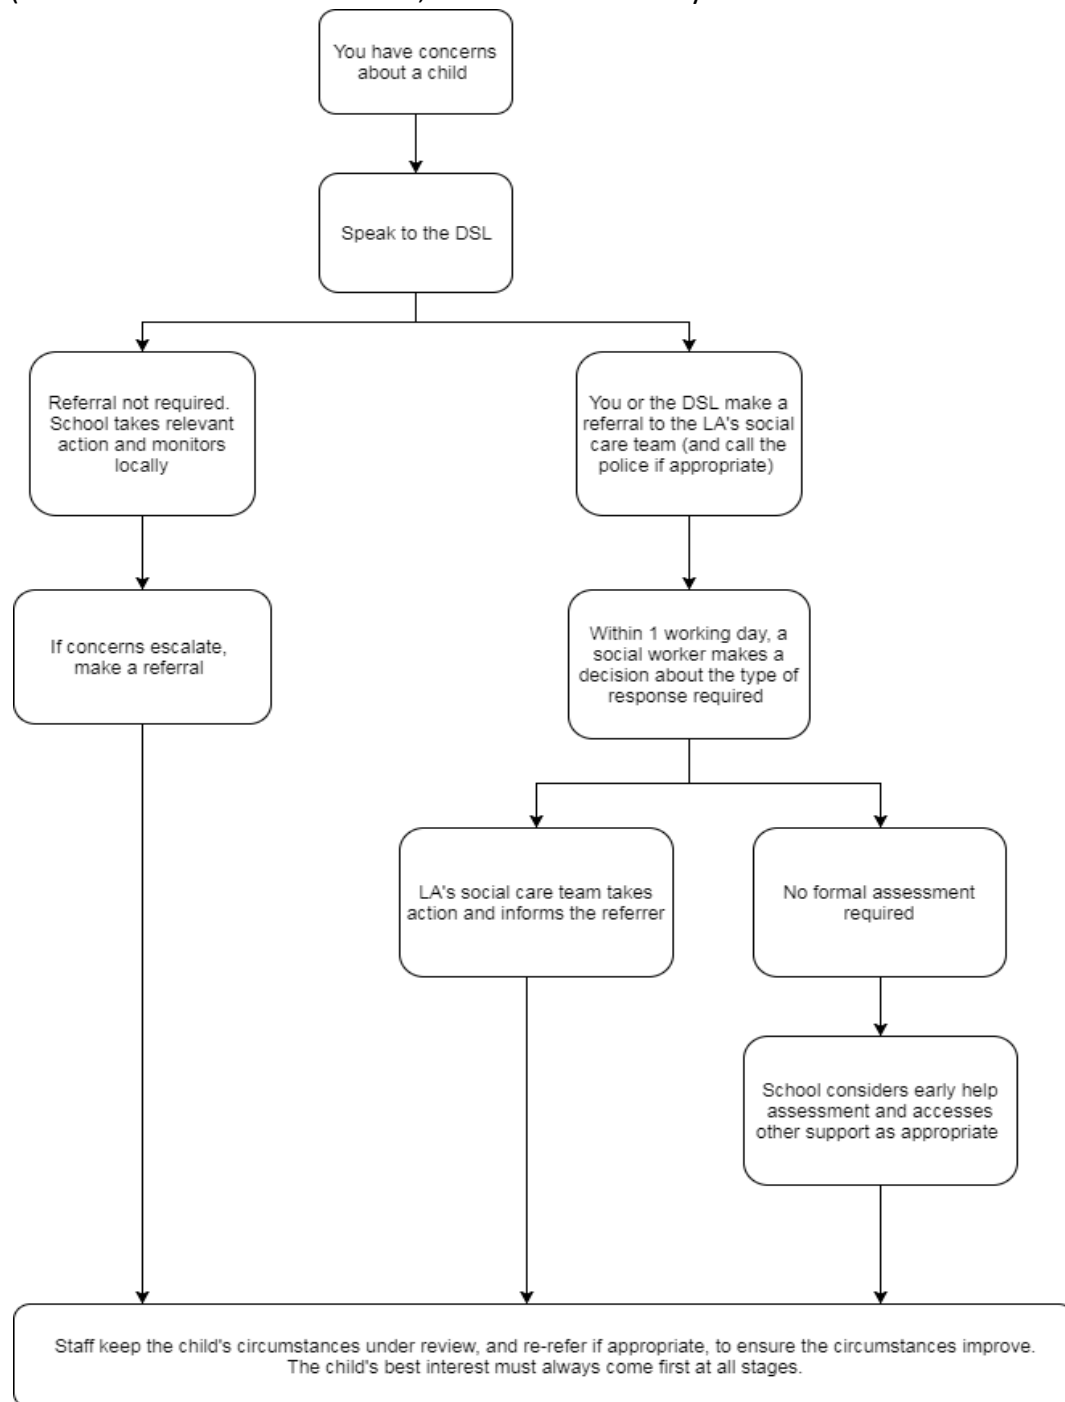 You have concerns
about a child
Speak to the DSL
Referral not required.
School takes relevant
action and monitors
locally
You or the DSL make a
referral to the LA's social
care team (and call the
police if appropriate)
If concerns escalate,
make a referral
Within 1 working day, a
social worker makes a
decision about the type of
response required
LA's social care team takes
action and informs the referrer
No formal assessment
required
School considers early help
assessment and accesses
other support as appropriate
Staff keep the child's circumstances under review, and re-refer if appropriate, to ensure the circumstances improve.
The child's best interest must always come first at all stages.